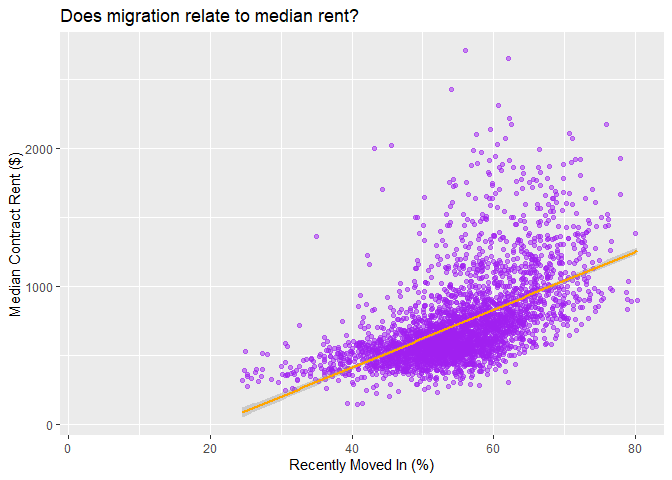 Does migration relate to median rent?
Median Contract Rent ($)
2000
1000
0
0 20 40 60 80
Recently Moved In (%)